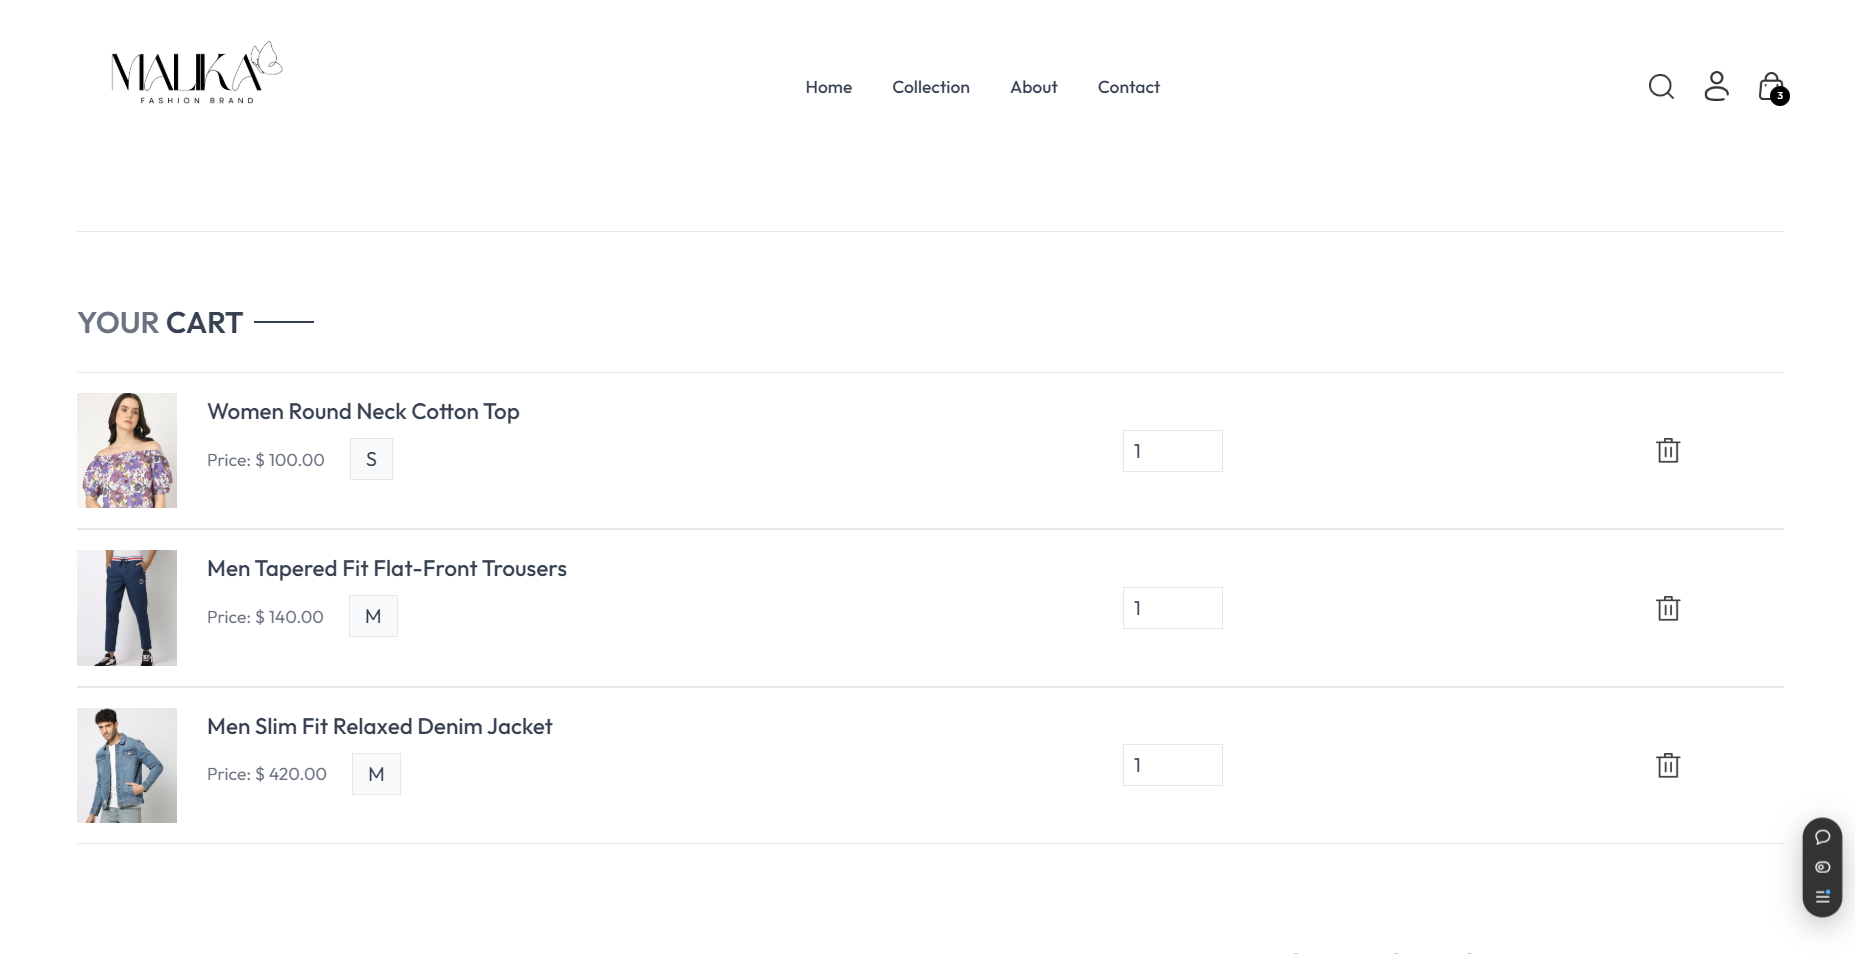 MALIKA
FASHION BRAND
Home Collection About Contact
3
YOUR CART
Women Round Neck Cotton Top
Price: $ 100.00 S
1
Men Tapered Fit Flat-Front Trousers
Price: $ 140.00 M
1
Men Slim Fit Relaxed Denim Jacket
Price: $ 420.00 M
1